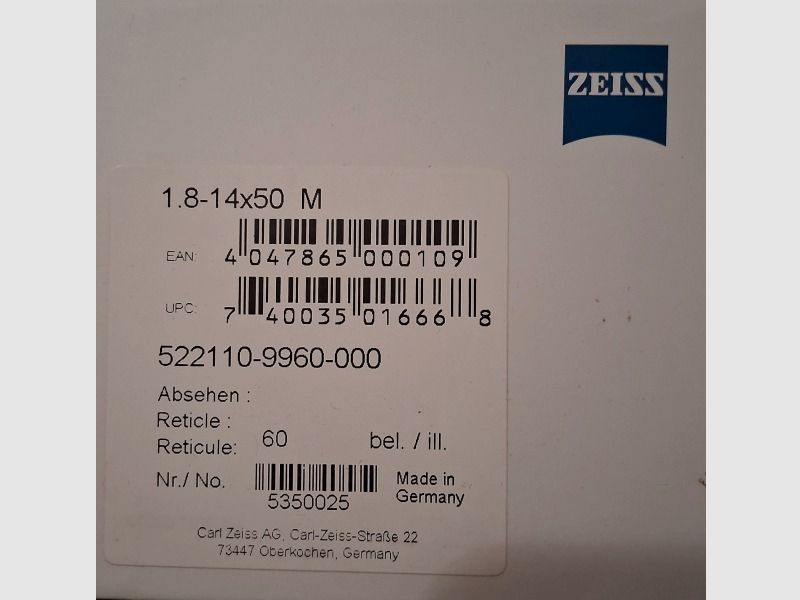 ZEISS
1.8-14x50 M
EAN: 4 047865 000109
UPC: 7 40035 01666 8
522110-9960-000
Absehen :
Reticle :
Reticule: 60 bel. / ill.
Nr./ No. 5350025 Made in
Germany
Carl Zeiss AG, Carl-Zeiss-Straße 22
73447 Oberkochen, Germany